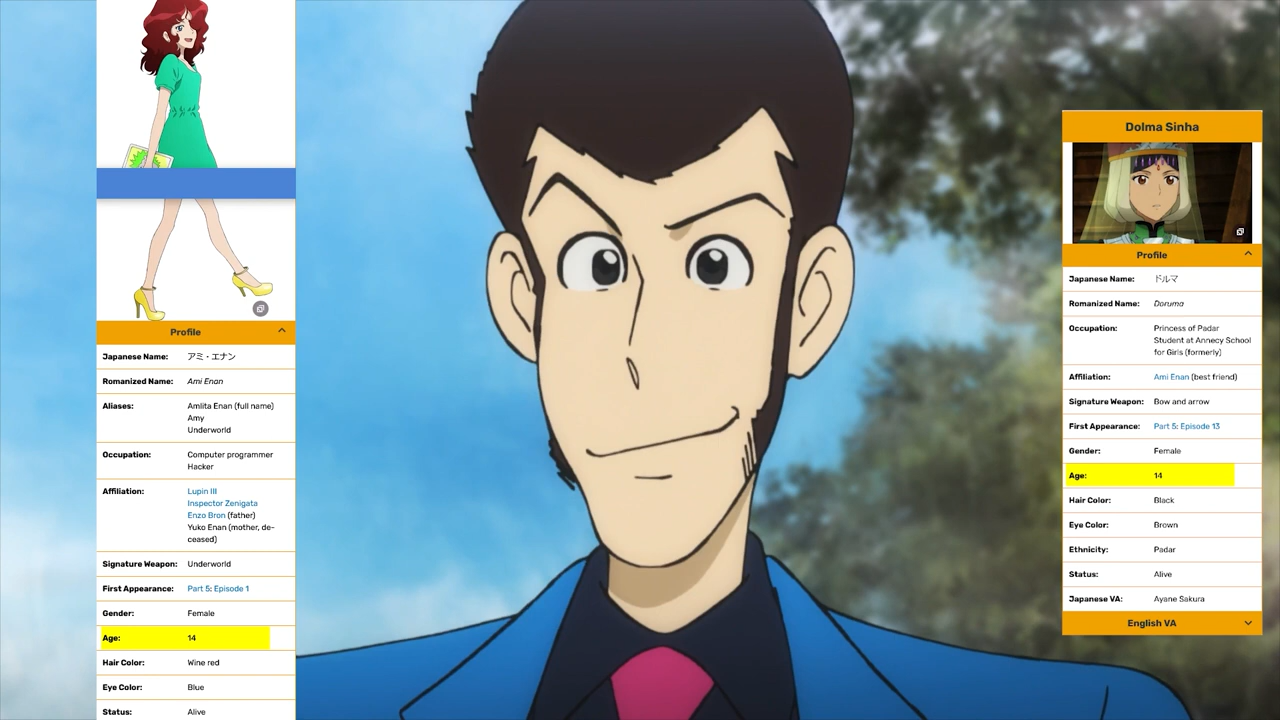 Profile
Japanese Name: アミ・エナン
Romanized Name: Ami Enan
Aliases: Amlita Enan (full name)
Amy
Underworld
Occupation: Computer programmer
Hacker
Affiliation: Lupin III
Inspector Zenigata
Enzo Bron (father)
Yuko Enan (mother, de-
ceased)
Signature Weapon: Underworld
First Appearance: Part 5: Episode 1
Gender: Female
Age: 14
Hair Color: Wine red
Eye Color: Blue
Status: Alive
Dolma Sinha
Profile
Japanese Name: ドルマ
Romanized Name: Doruma
Occupation: Princess of Padar
Student at Annecy School
for Girls (formerly)
Affiliation: Ami Enan (best friend)
Signature Weapon: Bow and arrow
First Appearance: Part 5: Episode 13
Gender: Female
Age: 14
Hair Color: Black
Eye Color: Brown
Ethnicity: Padar
Status: Alive
Japanese VA: Ayane Sakura
English VA